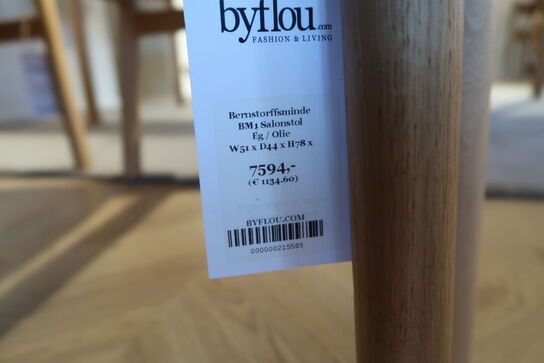 byflou.com
FASHION & LIVING
Bernstorffsminde
BM1 Salonstol
Eg / Olie
W51 x D44 x H78 x
7594,-
(€ 1134.60)
BYFLOU.COM
000000215585